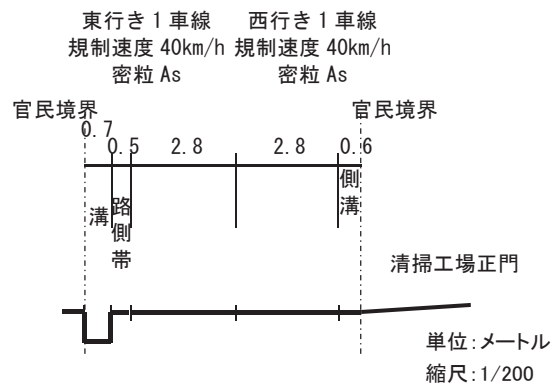 東行き1車線 西行き1車線
規制速度 40km/h 規制速度 40km/h
密粒 As 密粒 As
官民境界 官民境界
0.7
0.5 2.8 2.8 0.6
溝
路側帯
側溝
清掃工場正門
単位:メートル
縮尺:1/200